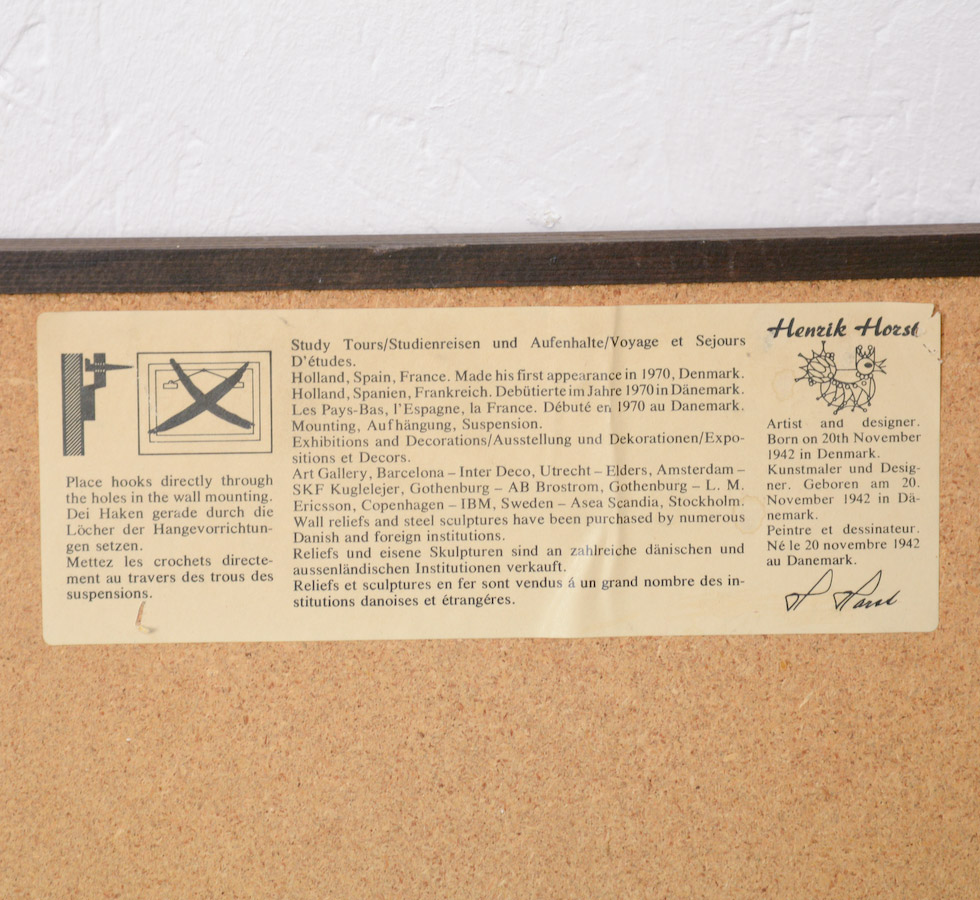 Place hooks directly through
the holes in the wall mounting.
Dei Haken gerade durch die
Löcher der Hangevorrichtun-
gen setzen.
Mettez les crochets directe-
ment au travers des trous des
suspensions.
Study Tours/Studienreisen und Aufenhalte/Voyage et Sejours
D'études.
Holland, Spain, France. Made his first appearance in 1970, Denmark.
Holland, Spanien, Frankreich. Debütierte im Jahre 1970 in Dänemark.
Les Pays-Bas, l'Espagne, la France. Débuté en 1970 au Danemark.
Mounting, Aufhängung, Suspension.
Exhibitions and Decorations/Ausstellung und Dekorationen/Expo-
sitions et Decors.
Art Gallery, Barcelona – Inter Deco, Utrecht – Elders, Amsterdam –
SKF Kuglelejer, Gothenburg – AB Brostrom, Gothenburg – L. M.
Ericsson, Copenhagen – IBM, Sweden – Asea Scandia, Stockholm.
Wall reliefs and steel sculptures have been purchased by numerous
Danish and foreign institutions.
Reliefs und eisene Skulpturen sind an zahlreiche dänischen und
aussenländischen Institutionen verkauft.
Reliefs et sculptures en fer sont vendus á un grand nombre des in-
stitutions danoises et étrangéres.
Henrik Horst
Artist and designer.
Born on 20th November
1942 in Denmark.
Kunstmaler und Desig-
ner. Geboren am 20.
November 1942 in Dä-
nemark.
Peintre et dessinateur.
Né le 20 novembre 1942
au Danemark.
H Horst